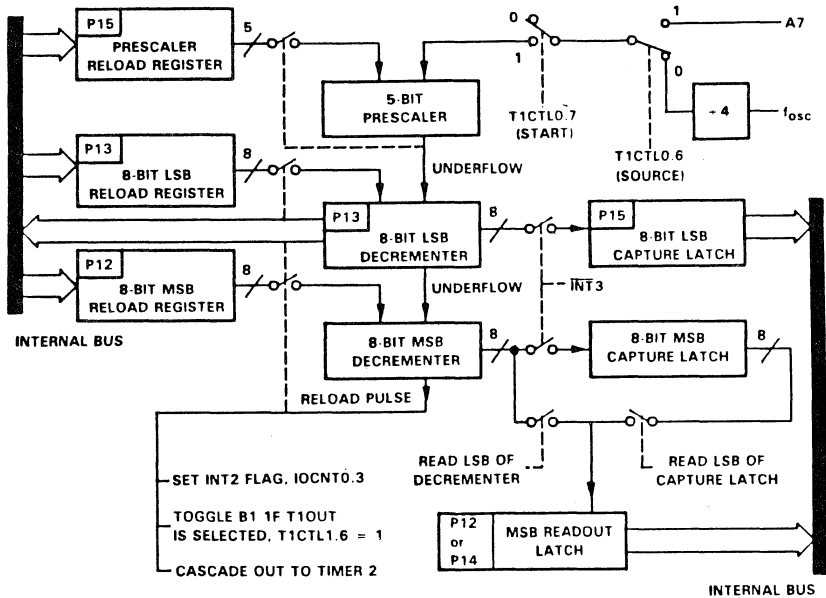 P15
PRESCALER
RELOAD REGISTER
5
0
1
T1CTL0.7
(START)
1
0
A7
÷4
fosc
T1CTL0.6
(SOURCE)
5-BIT
PRESCALER
UNDERFLOW
P13
8-BIT LSB
RELOAD REGISTER
8
P13
8-BIT LSB
DECREMENTER
8
P15
8-BIT LSB
CAPTURE LATCH
UNDERFLOW
INT3
P12
8-BIT MSB
RELOAD REGISTER
8
INTERNAL BUS
8-BIT MSB
DECREMENTER
8
8-BIT MSB
CAPTURE LATCH
8
RELOAD PULSE
READ LSB OF
DECREMENTER
READ LSB OF
CAPTURE LATCH
SET INT2 FLAG, IOCNT0.3
TOGGLE B1 1F T1OUT
IS SELECTED, T1CTL1.6 = 1
CASCADE OUT TO TIMER 2
P12
or
P14
MSB READOUT
LATCH
INTERNAL BUS